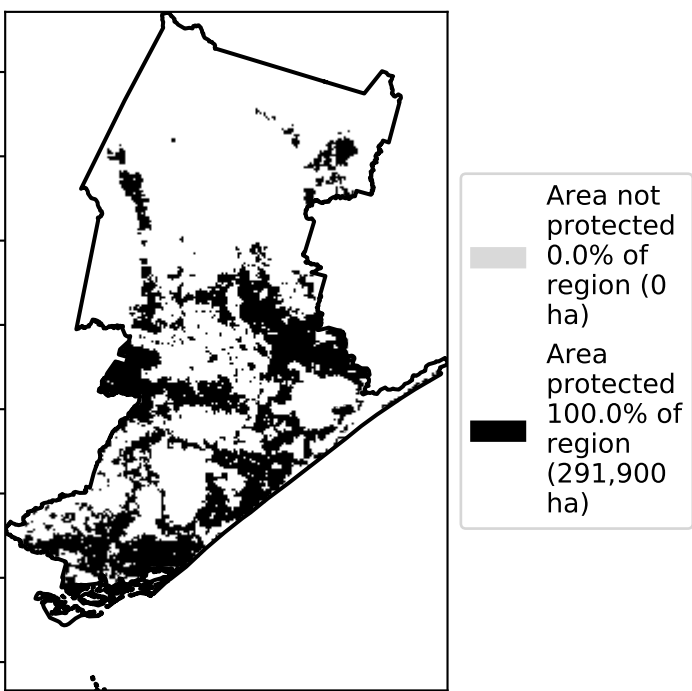 Area not
protected
0.0% of
region (0
ha)
Area
protected
100.0% of
region
(291,900
ha)